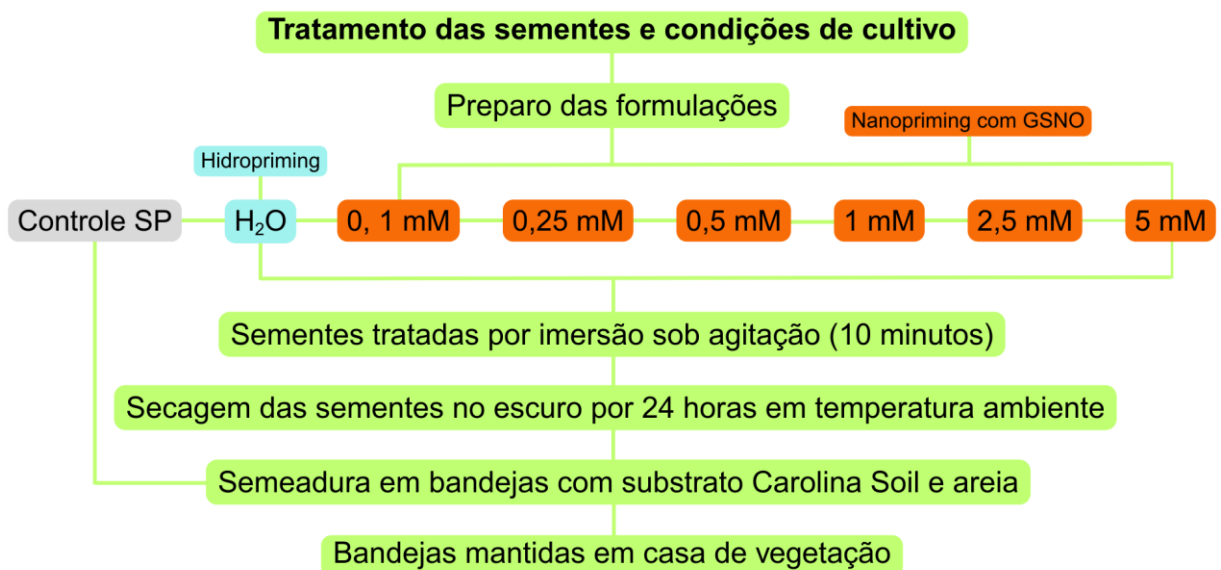 Tratamento das sementes e condições de cultivo
Preparo das formulações
Nanopriming com GSNO
Hidropriming
Controle SP
H₂O
0, 1 mM
0,25 mM
0,5 mM
1 mM
2,5 mM
5 mM
Sementes tratadas por imersão sob agitação (10 minutos)
Secagem das sementes no escuro por 24 horas em temperatura ambiente
Semeadura em bandejas com substrato Carolina Soil e areia
Bandejas mantidas em casa de vegetação